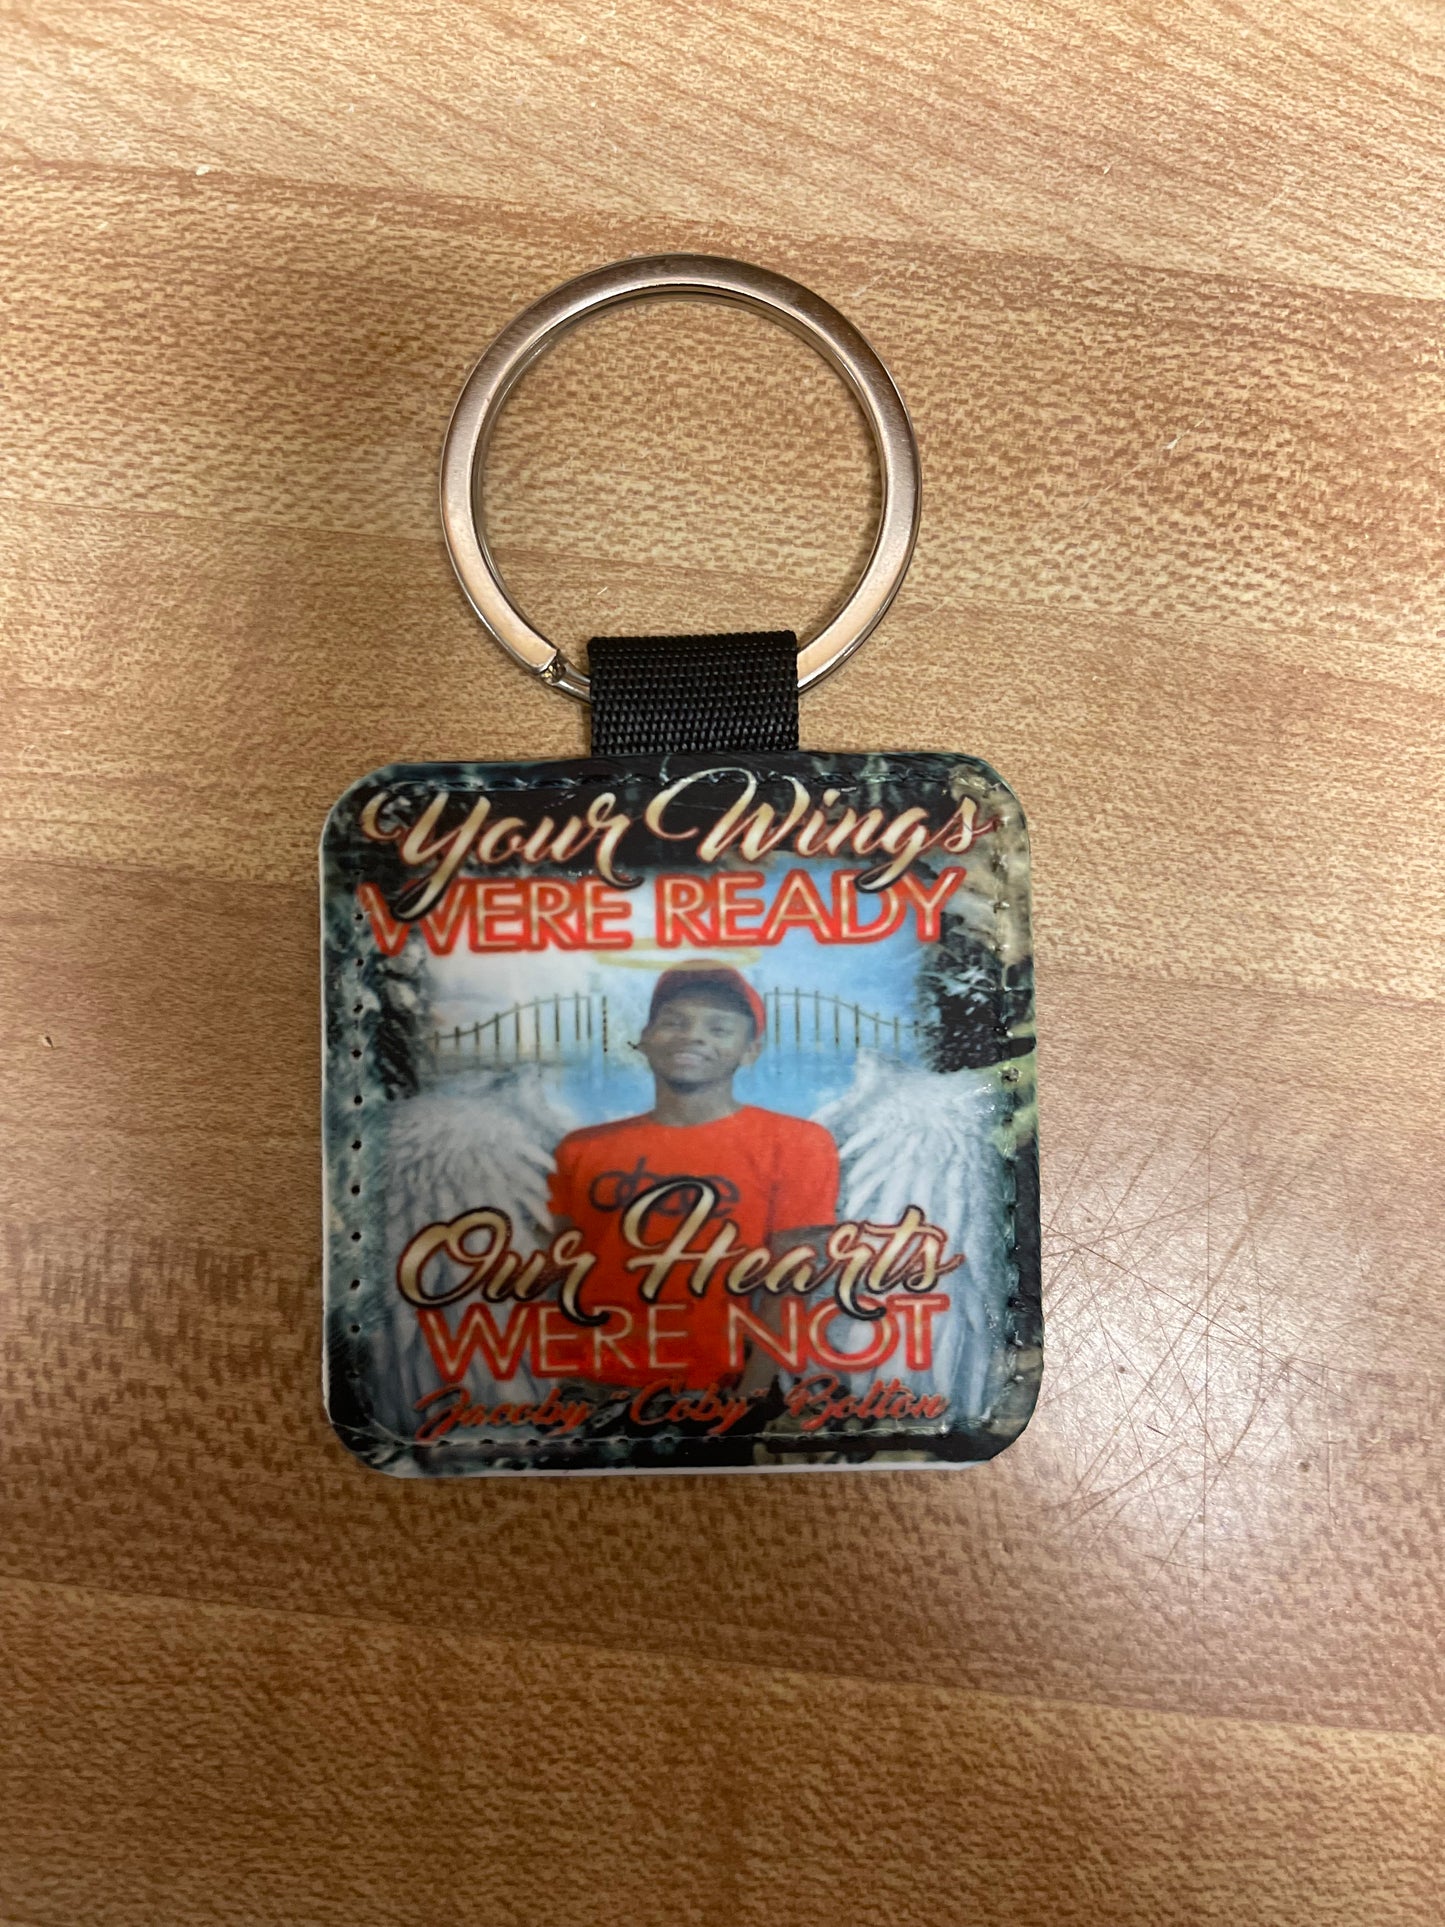 Your Wings
WERE READY
Our Hearts
WERE NOT
Jacoby "Coby" Bolton